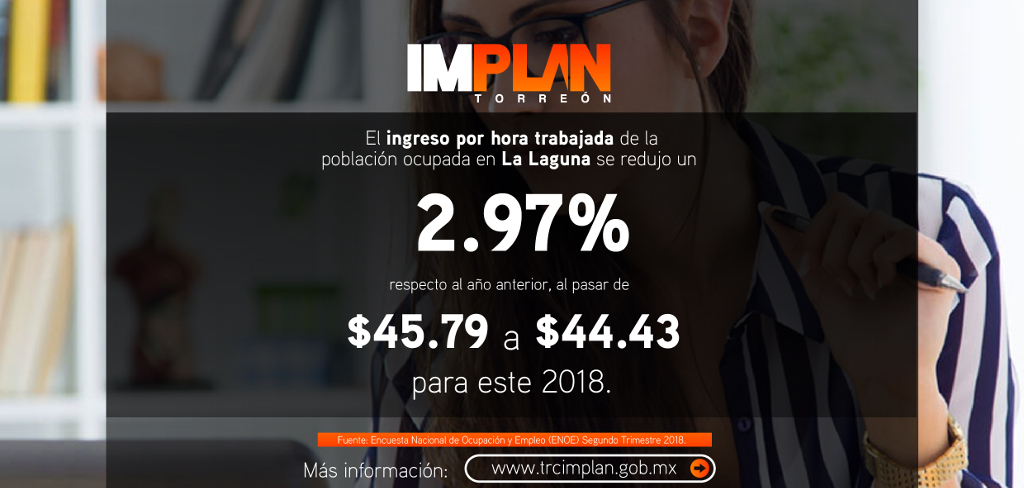 IMPLAN
TORREÓN
El ingreso por hora trabajada de la
población ocupada en La Laguna se redujo un
2.97%
respecto al año anterior, al pasar de
$45.79 a $44.43
para este 2018.
Fuente: Encuesta Nacional de Ocupación y Empleo (ENOE) Segundo Trimestre 2018.
Más información: www.trcimplan.gob.mx